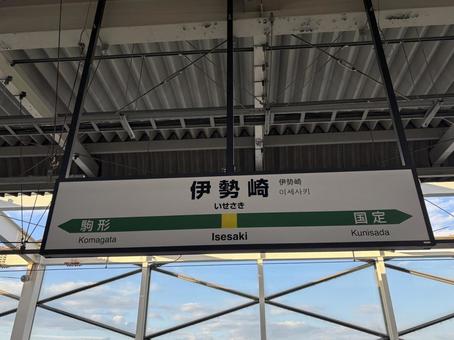 伊勢崎
伊勢崎
이세사키
いせさき
駒形
国定
Komagata
Isesaki
Kunisada